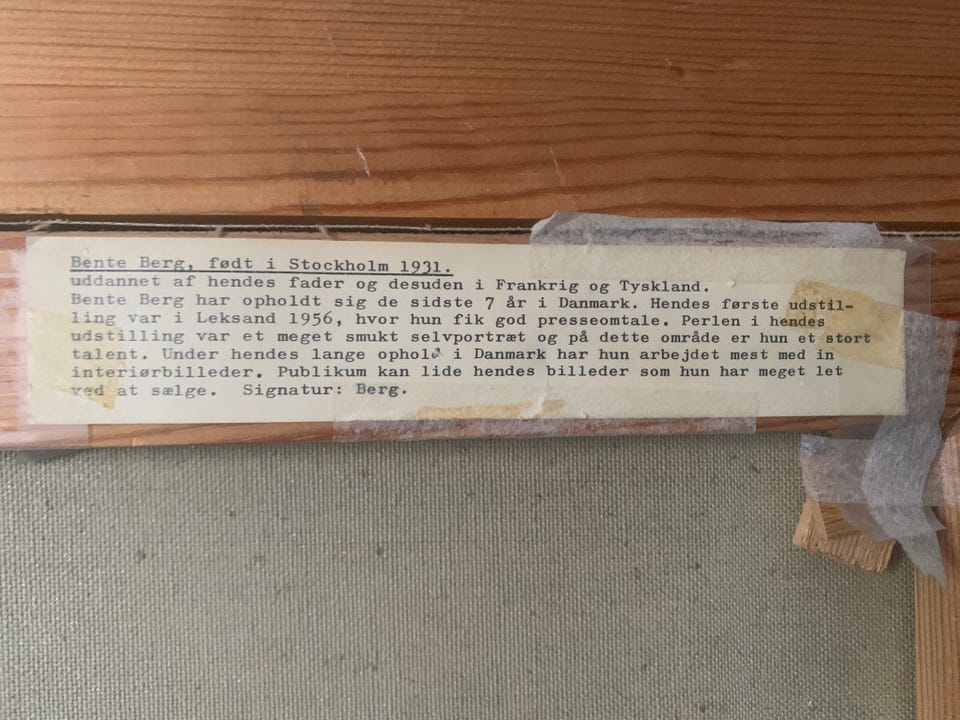 Bente Berg, født i Stockholm 1931.
uddannet af hendes fader og desuden i Frankrig og Tyskland.
Bente Berg har opholdt sig de sidste 7 år i Danmark. Hendes første udstil-
ling var i Leksand 1956, hvor hun fik god presseomtale. Perlen i hendes
udstilling var et meget smukt selvportræt og på dette område er hun et stort
talent. Under hendes lange ophold i Danmark har hun arbejdet mest med in
interiørbilleder. Publikum kan lide hendes billeder som hun har meget let
ved at sælge. Signatur: Berg.